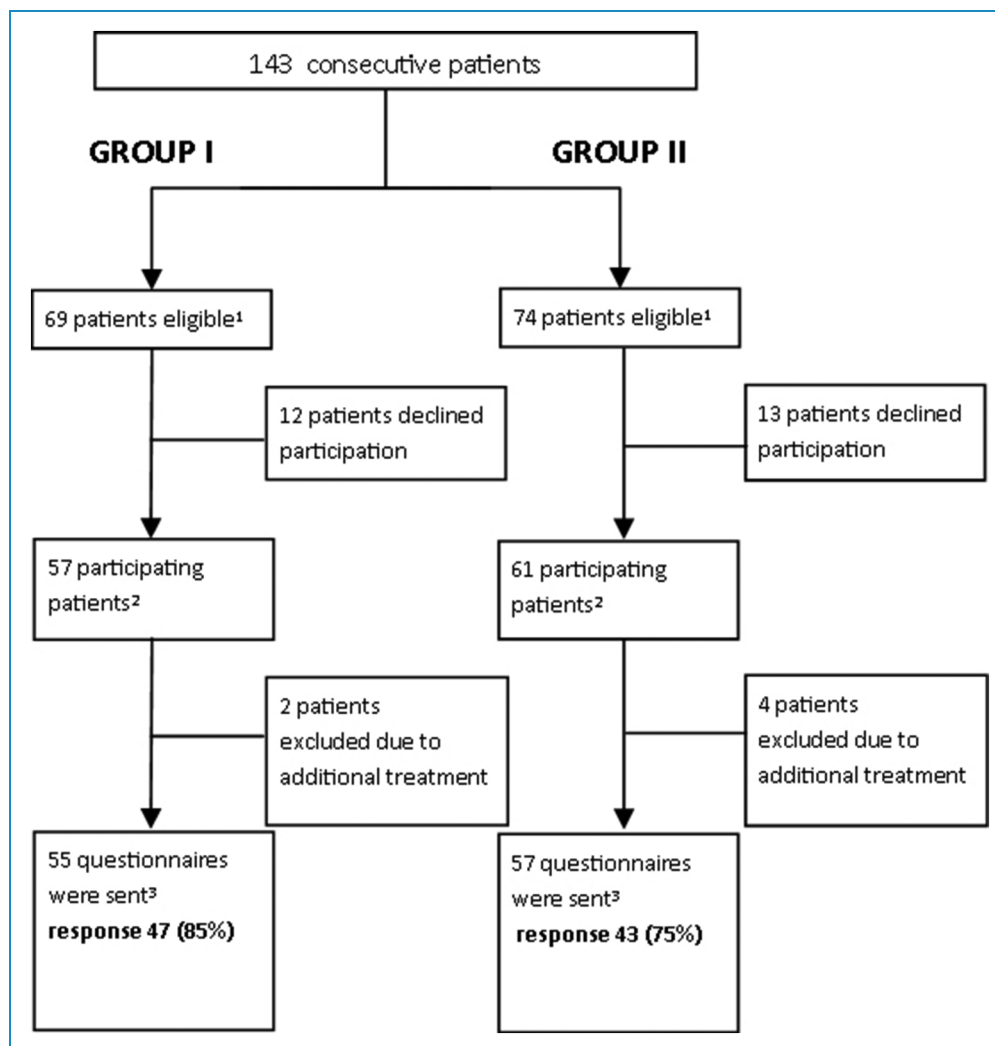 143 consecutive patients
GROUP I
GROUP II
69 patients eligible¹
74 patients eligible¹
12 patients declined
participation
13 patients declined
participation
57 participating
patients²
61 participating
patients²
2 patients
excluded due to
additional treatment
4 patients
excluded due to
additional treatment
55 questionnaires
were sent³
response 47 (85%)
57 questionnaires
were sent³
response 43 (75%)